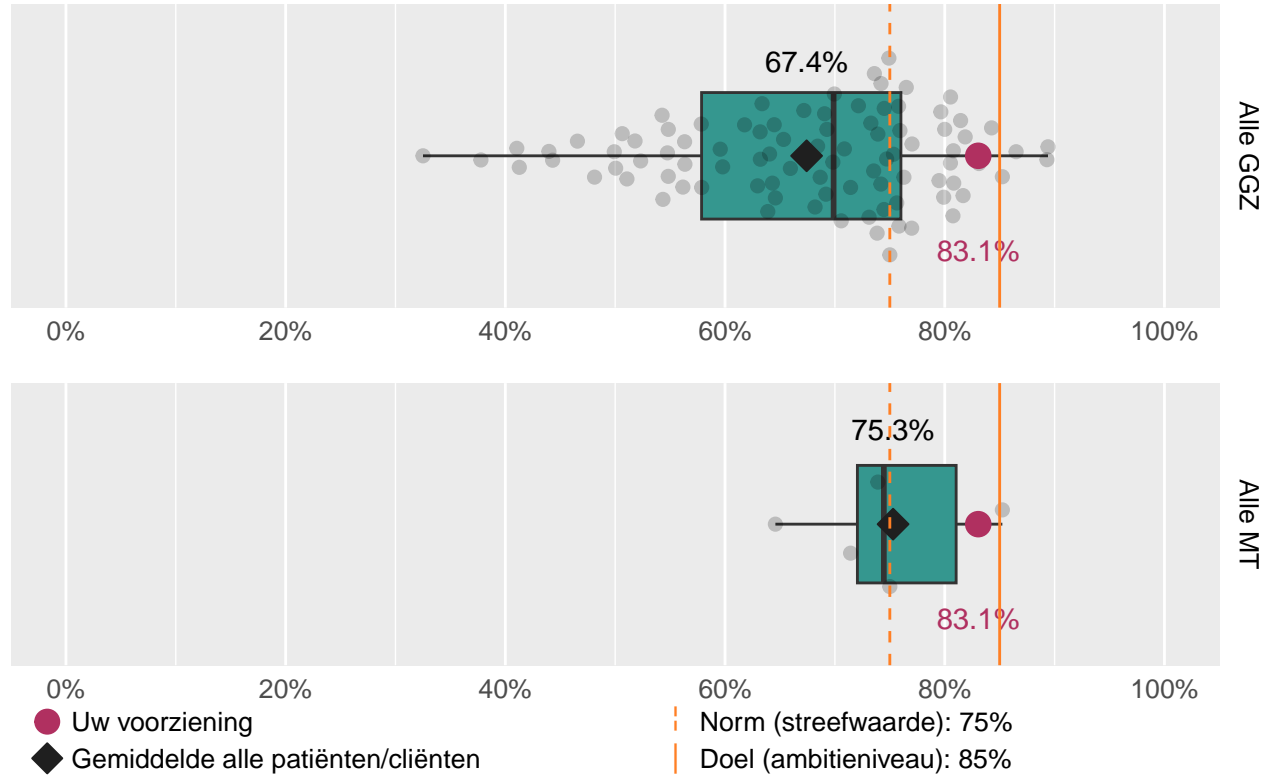 67.4%
83.1%
Alle GGZ
0% 20% 40% 60% 80% 100%
75.3%
83.1%
Alle MT
0% 20% 40% 60% 80% 100%
Uw voorziening
Gemiddelde alle patiënten/cliënten
Norm (streefwaarde): 75%
Doel (ambitieniveau): 85%